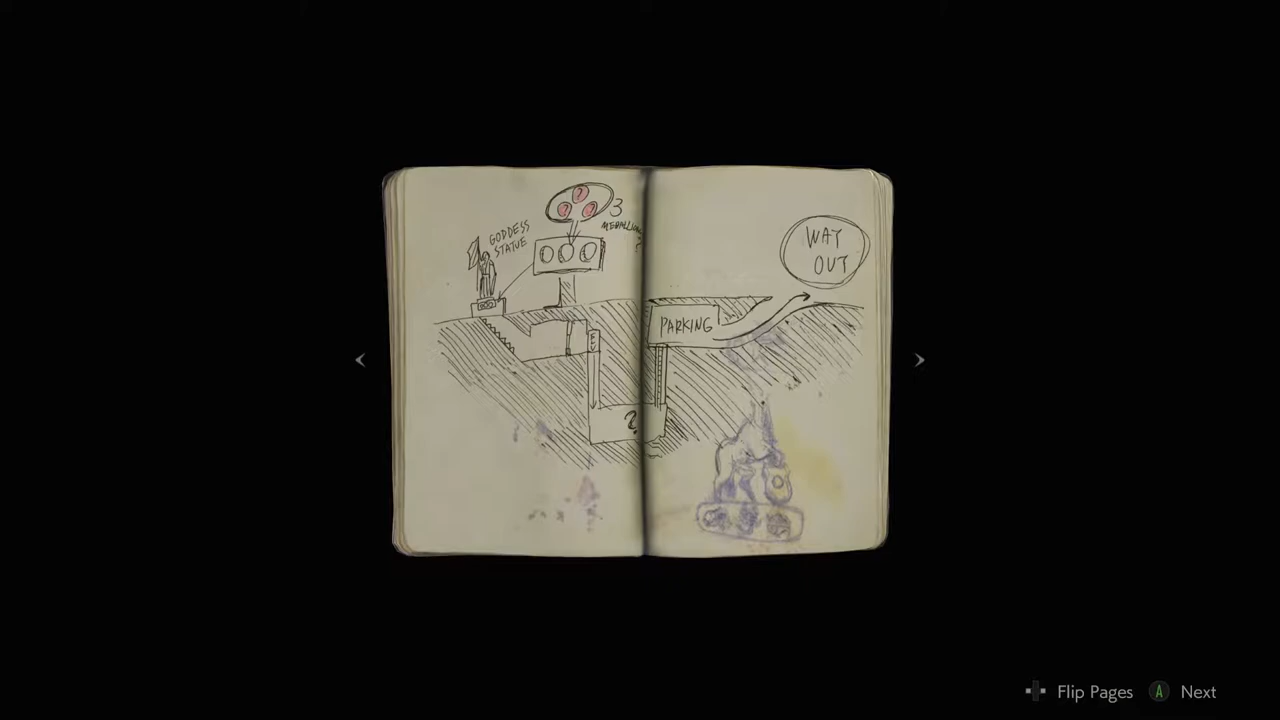 3
MEDALLIONS
?
GODDESS
STATUE
? ? ?
WAY
OUT
PARKING
?
Flip Pages A Next